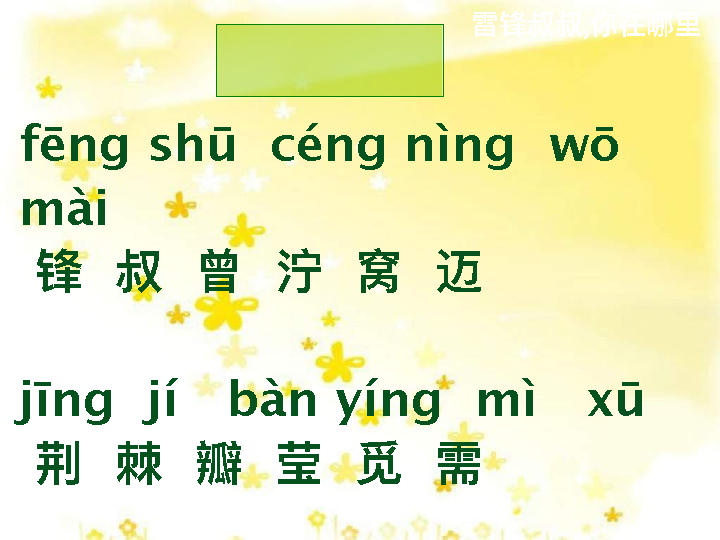 雷锋叔叔,你在哪里
fēng shū céng nìng wō
mài
锋 叔 曾 泞 窝 迈
jīng jí bàn yíng mì xū
荆 棘 瓣 莹 觅 需